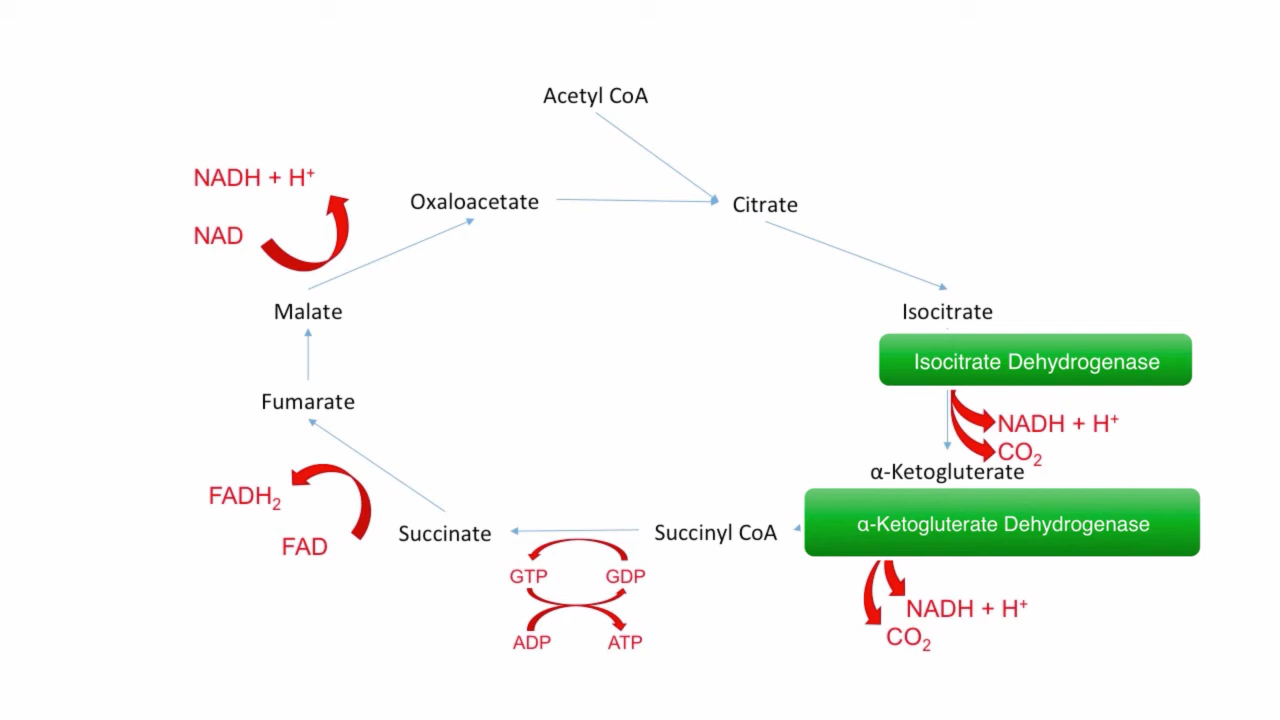 Acetyl CoA
NADH + H⁺
Oxaloacetate
Citrate
NAD
Malate
Isocitrate
Isocitrate Dehydrogenase
Fumarate
NADH + H⁺
CO₂
α-Ketogluterate
FADH₂
α-Ketogluterate Dehydrogenase
Succinate
Succinyl CoA
FAD
GTP
GDP
NADH + H⁺
CO₂
ADP
ATP